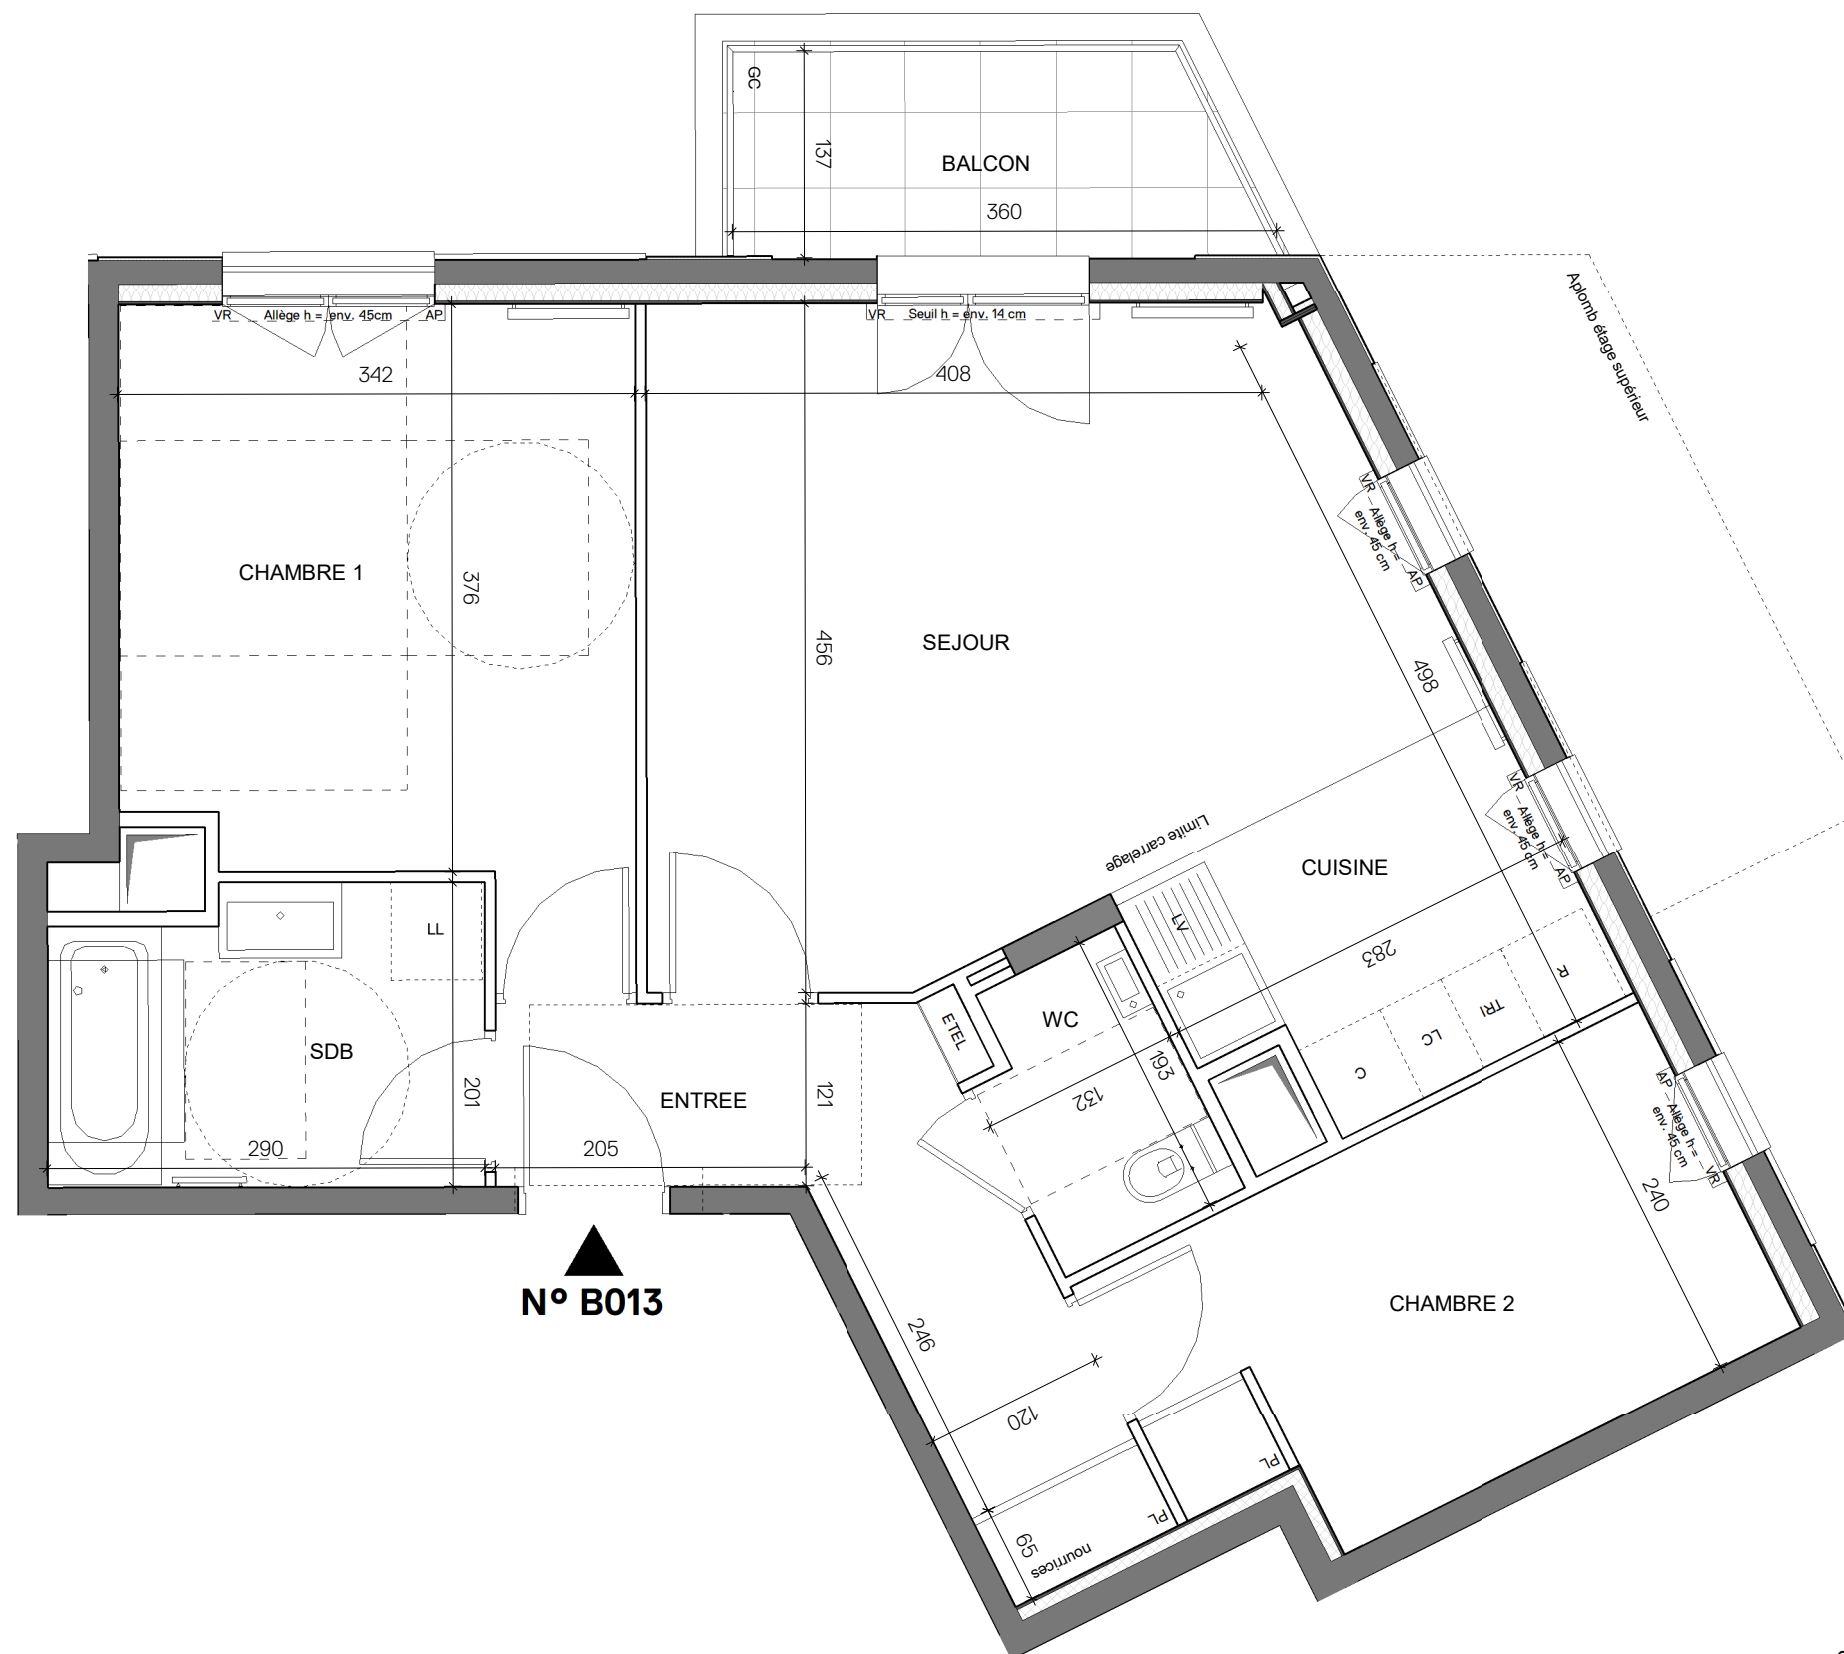 GC
137
BALCON
360
Aplomb étage supérieur
VR
Allège h = env. 45cm
AP
VR
Seuil h = env. 14 cm
342
408
VR
Allège h =
env. 45 cm
AP
CHAMBRE 1
376
456
SEJOUR
498
VR
Allège h =
env. 45 cm
AP
Limite carrelage
CUISINE
LL
LV
283
R
TRI
LC
C
WC
ETEL
SDB
201
ENTREE
121
193
132
AP
Allège h =
env. 45 cm
VR
290
205
240
N° B013
CHAMBRE 2
246
120
PL
PL
65
nourrices